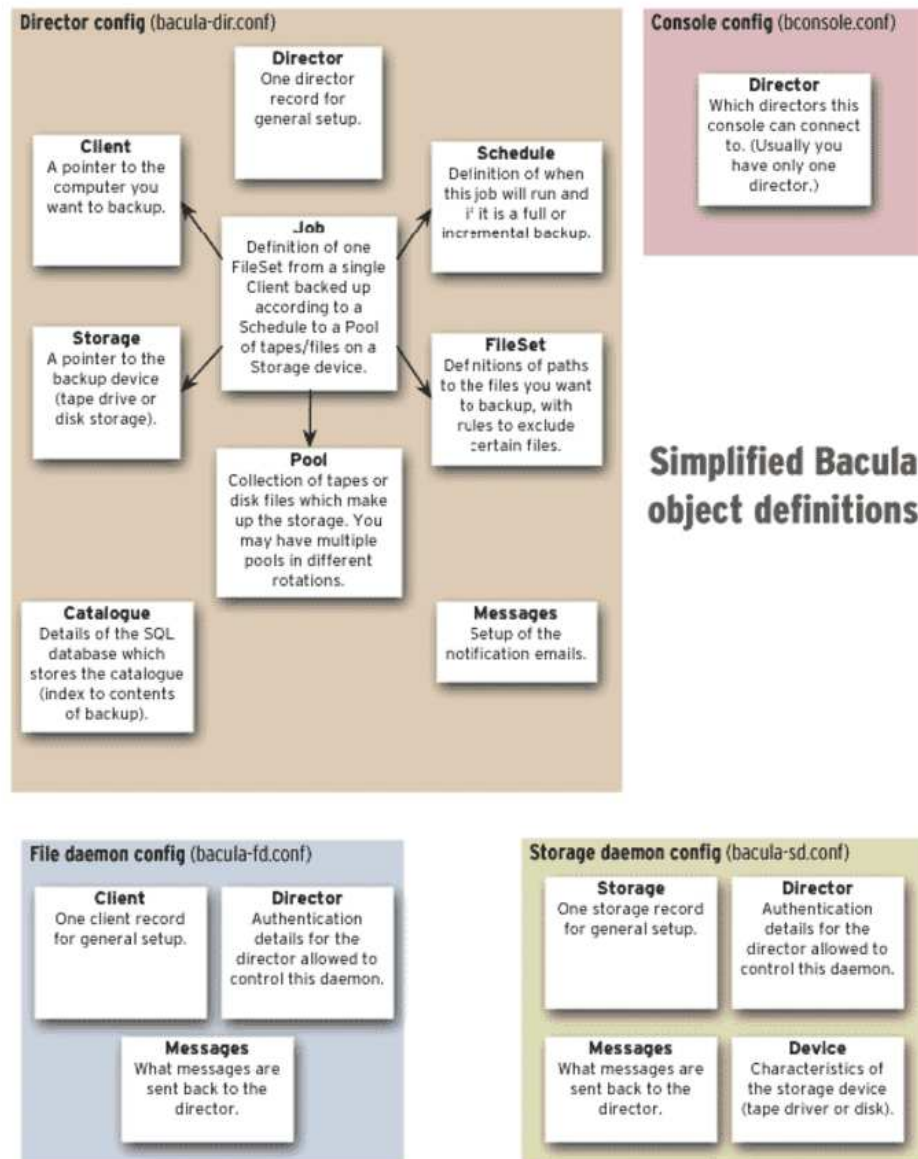 Director config (bacula-dir.conf)
Director
One director
record for
general setup.
Client
A pointer to the
computer you
want to backup.
Schedule
Definition of when
this job will run and
if it is a full or
incremental backup.
Job
Definition of one
FileSet from a single
Client backed up
according to a
Schedule to a Pool
of tapes/files on a
Storage device.
Storage
A pointer to the
backup device
(tape drive or
disk storage).
FileSet
Definitions of paths
to the files you want
to backup, with
rules to exclude
certain files.
Pool
Collection of tapes or
disk files which make
up the storage. You
may have multiple
pools in different
rotations.
Catalogue
Details of the SQL
database which
stores the catalogue
(index to contents
of backup).
Messages
Setup of the
notification emails.
Console config (bconsole.conf)
Director
Which directors this
console can connect
to. (Usually you
have only one
director.)
Simplified Bacula
object definitions
File daemon config (bacula-fd.conf)
Client
One client record
for general setup.
Director
Authentication
details for the
director allowed to
control this daemon.
Messages
What messages are
sent back to the
director.
Storage daemon config (bacula-sd.conf)
Storage
One storage record
for general setup.
Director
Authentication
details for the
director allowed to
control this daemon.
Messages
What messages are
sent back to the
director.
Device
Characteristics of
the storage device
(tape driver or disk).